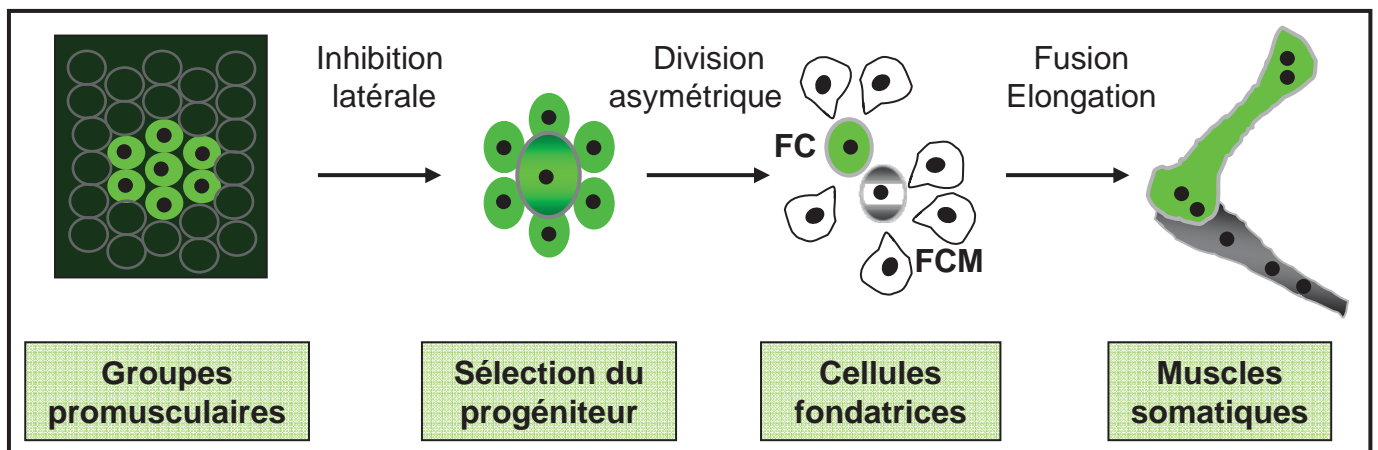 Inhibition
latérale
Division
asymétrique
Fusion
Elongation
FC
FCM
Groupes
promusculaires
Sélection du
progéniteur
Cellules
fondatrices
Muscles
somatiques